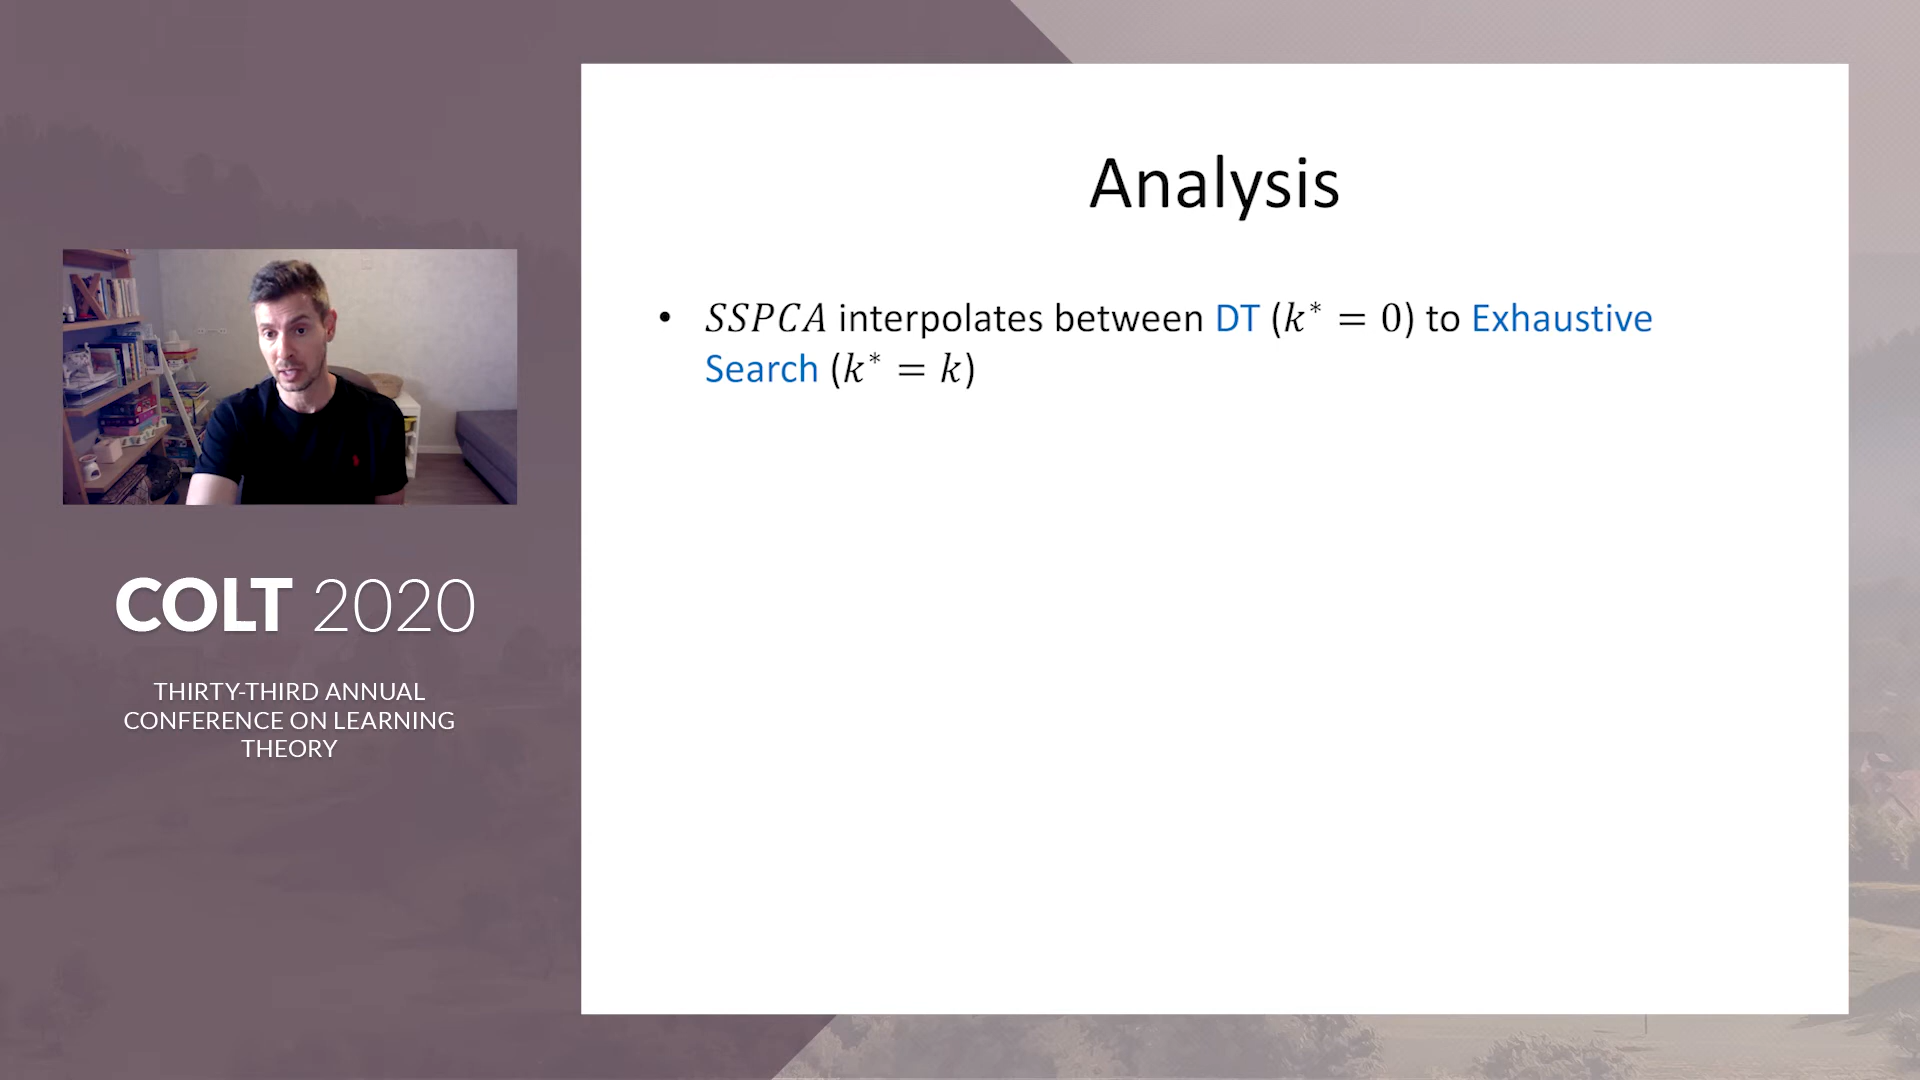 Analysis
• SSPCA interpolates between DT (k* = 0) to Exhaustive
Search (k* = k)
COLT 2020
THIRTY-THIRD ANNUAL
CONFERENCE ON LEARNING
THEORY